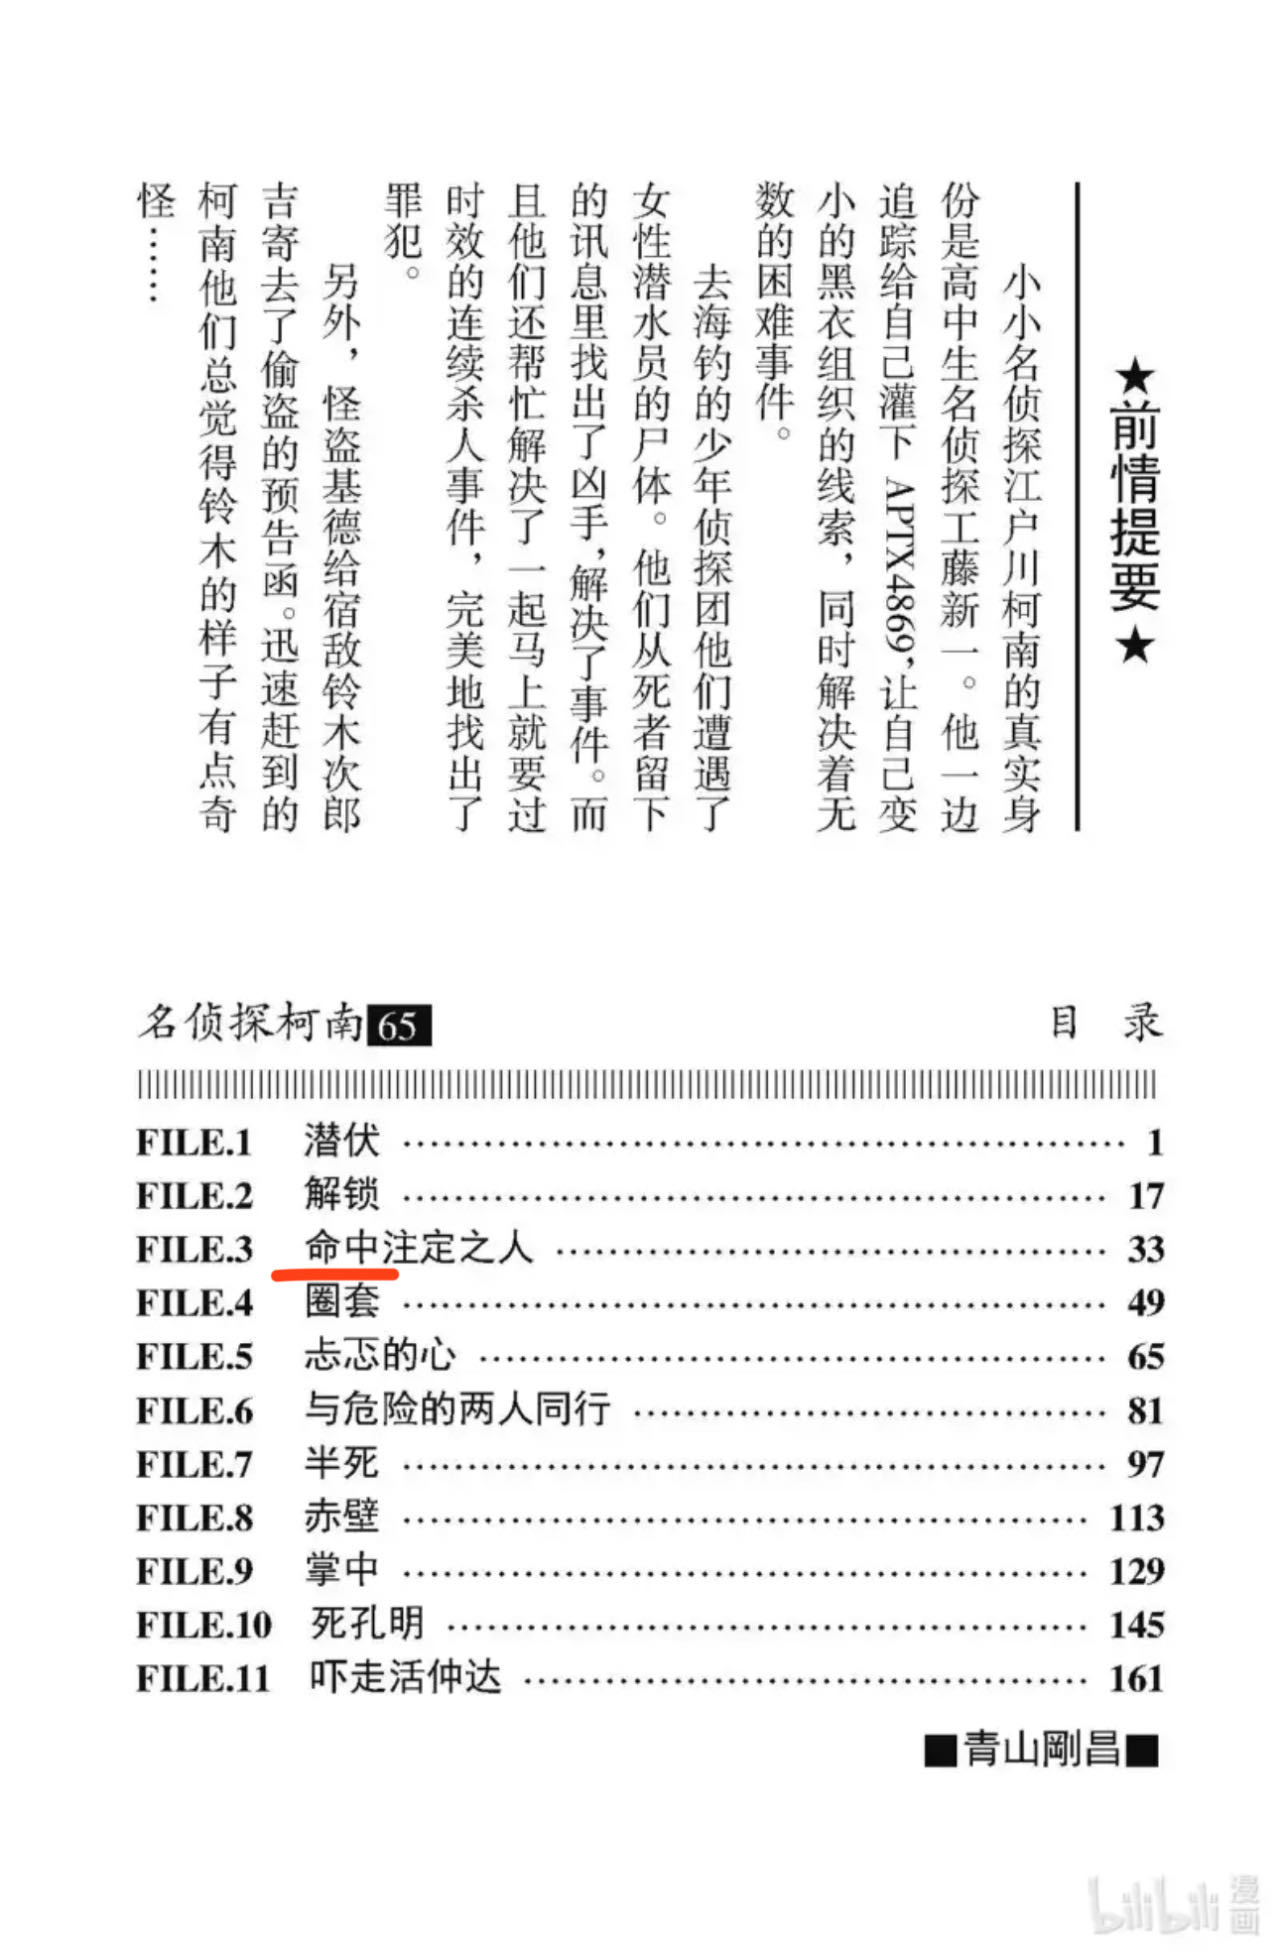 ★前情提要★
小小名侦探江户川柯南的真实身
份是高中生名侦探工藤新一。他一边
追踪给自己灌下 APTX4869，让自己变
小的黑衣组织的线索，同时解决着无
数的困难事件。
去海钓的少年侦探团他们遭遇了
女性潜水员的尸体。他们从死者留下
的讯息里找出了凶手，解决了事件。而
且他们还帮忙解决了一起马上就要过
时效的连续杀人事件，完美地找出了
罪犯。
另外，怪盗基德给宿敌铃木次郎
吉寄去了偷盗的预告函。迅速赶到的
柯南他们总觉得铃木的样子有点奇
怪……
名侦探柯南 65 目 录
FILE.1 潜伏 …… 1
FILE.2 解锁 …… 17
FILE.3 命中注定之人 …… 33
FILE.4 圈套 …… 49
FILE.5 忐忑的心 …… 65
FILE.6 与危险的两人同行 …… 81
FILE.7 半死 …… 97
FILE.8 赤壁 …… 113
FILE.9 掌中 …… 129
FILE.10 死孔明 …… 145
FILE.11 吓走活仲达 …… 161
■青山剛昌■
bilibili 漫画